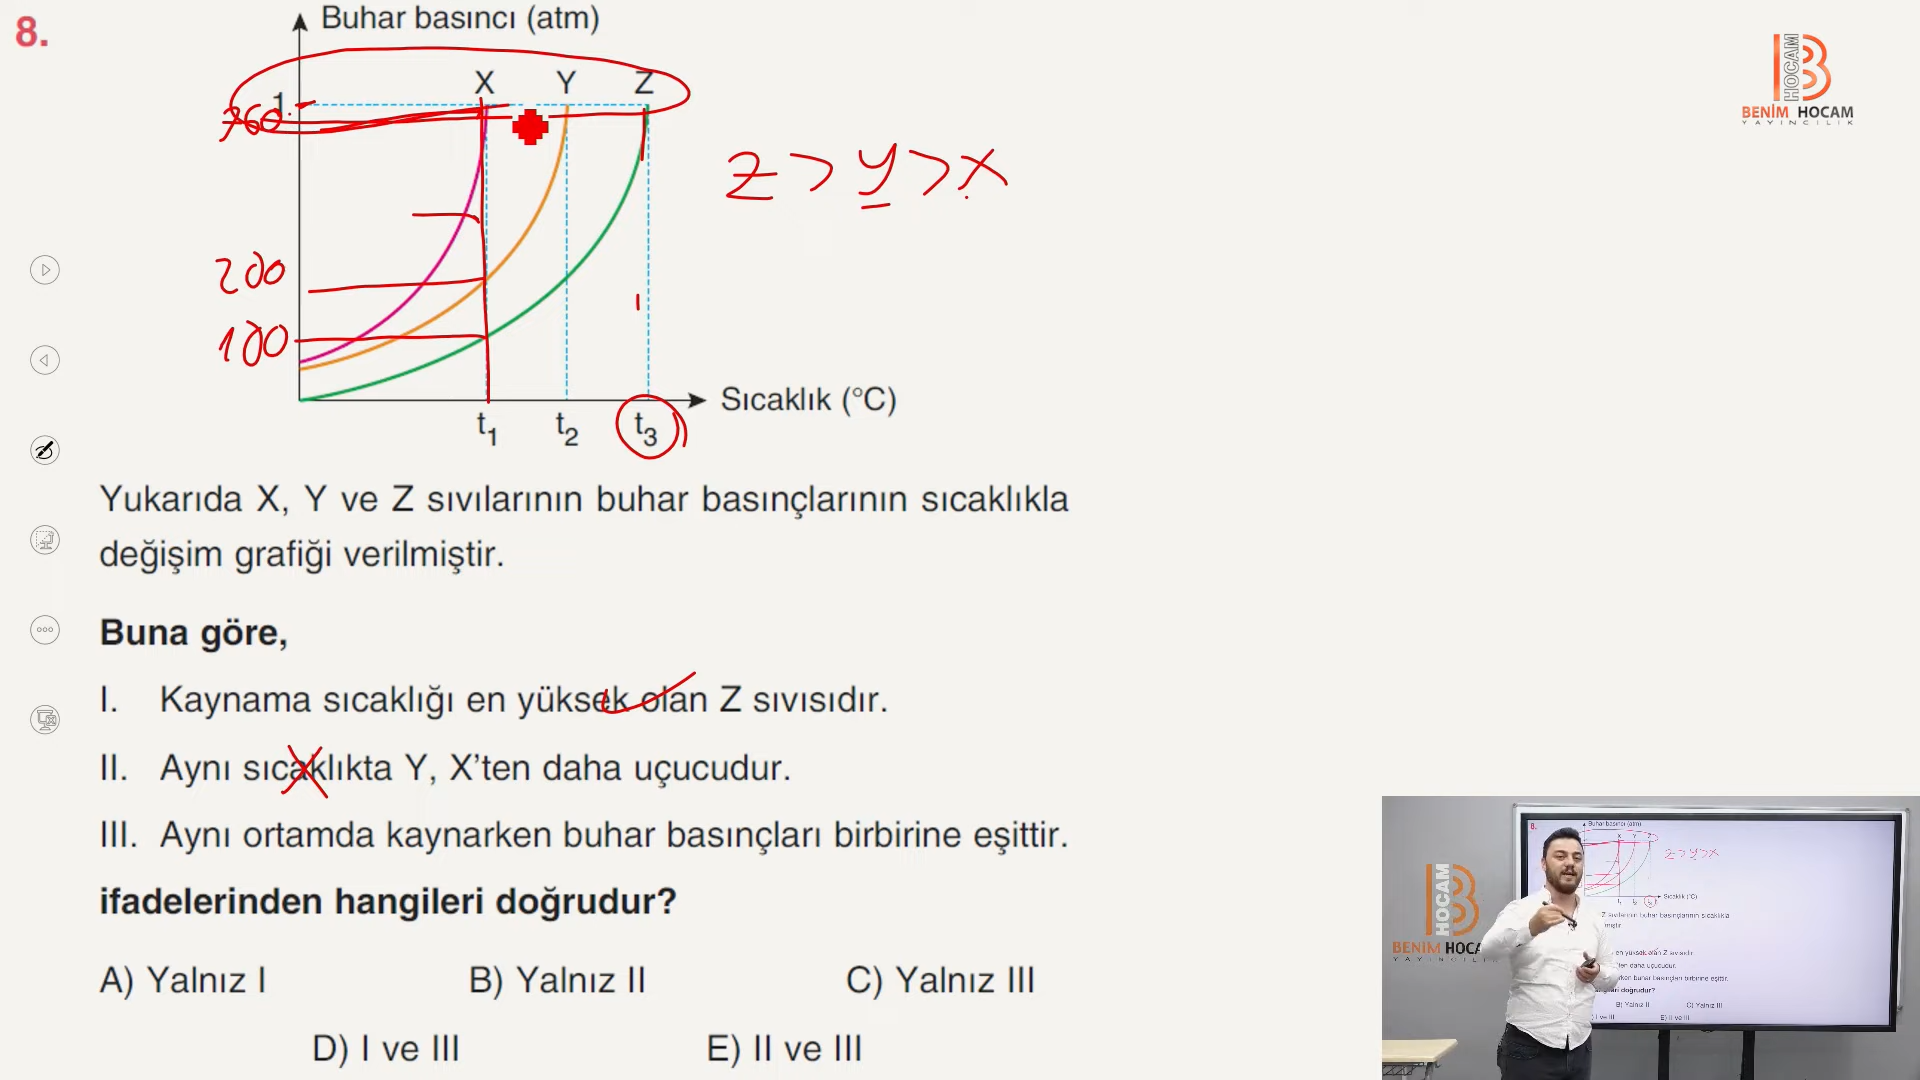 8.
Buhar basıncı (atm)
X Y Z
1
760
200
100
Z > y > X
Sıcaklık (°C)
t1 t2 t3
Yukarıda X, Y ve Z sıvılarının buhar basınçlarının sıcaklıkla
değişim grafiği verilmiştir.
Buna göre,
I. Kaynama sıcaklığı en yüksek olan Z sıvısıdır.
II. Aynı sıcaklıkta Y, X’ten daha uçucudur.
III. Aynı ortamda kaynarken buhar basınçları birbirine eşittir.
ifadelerinden hangileri doğrudur?
A) Yalnız I B) Yalnız II C) Yalnız III
D) I ve III E) II ve III
B HOCAM
BENİM HOCAM
YAYINCILIK